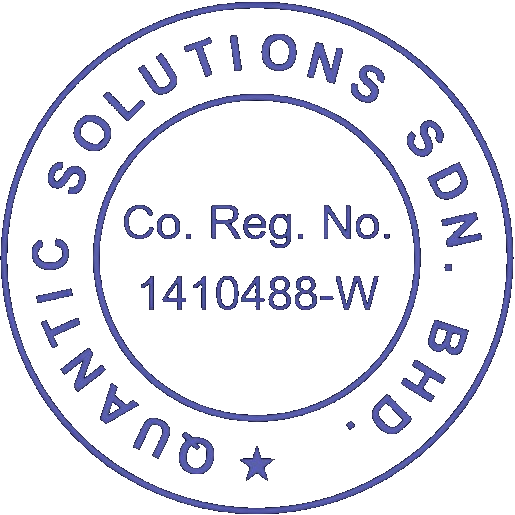 QUANTIC SOLUTIONS SDN. BHD.
Co. Reg. No.
1410488-W